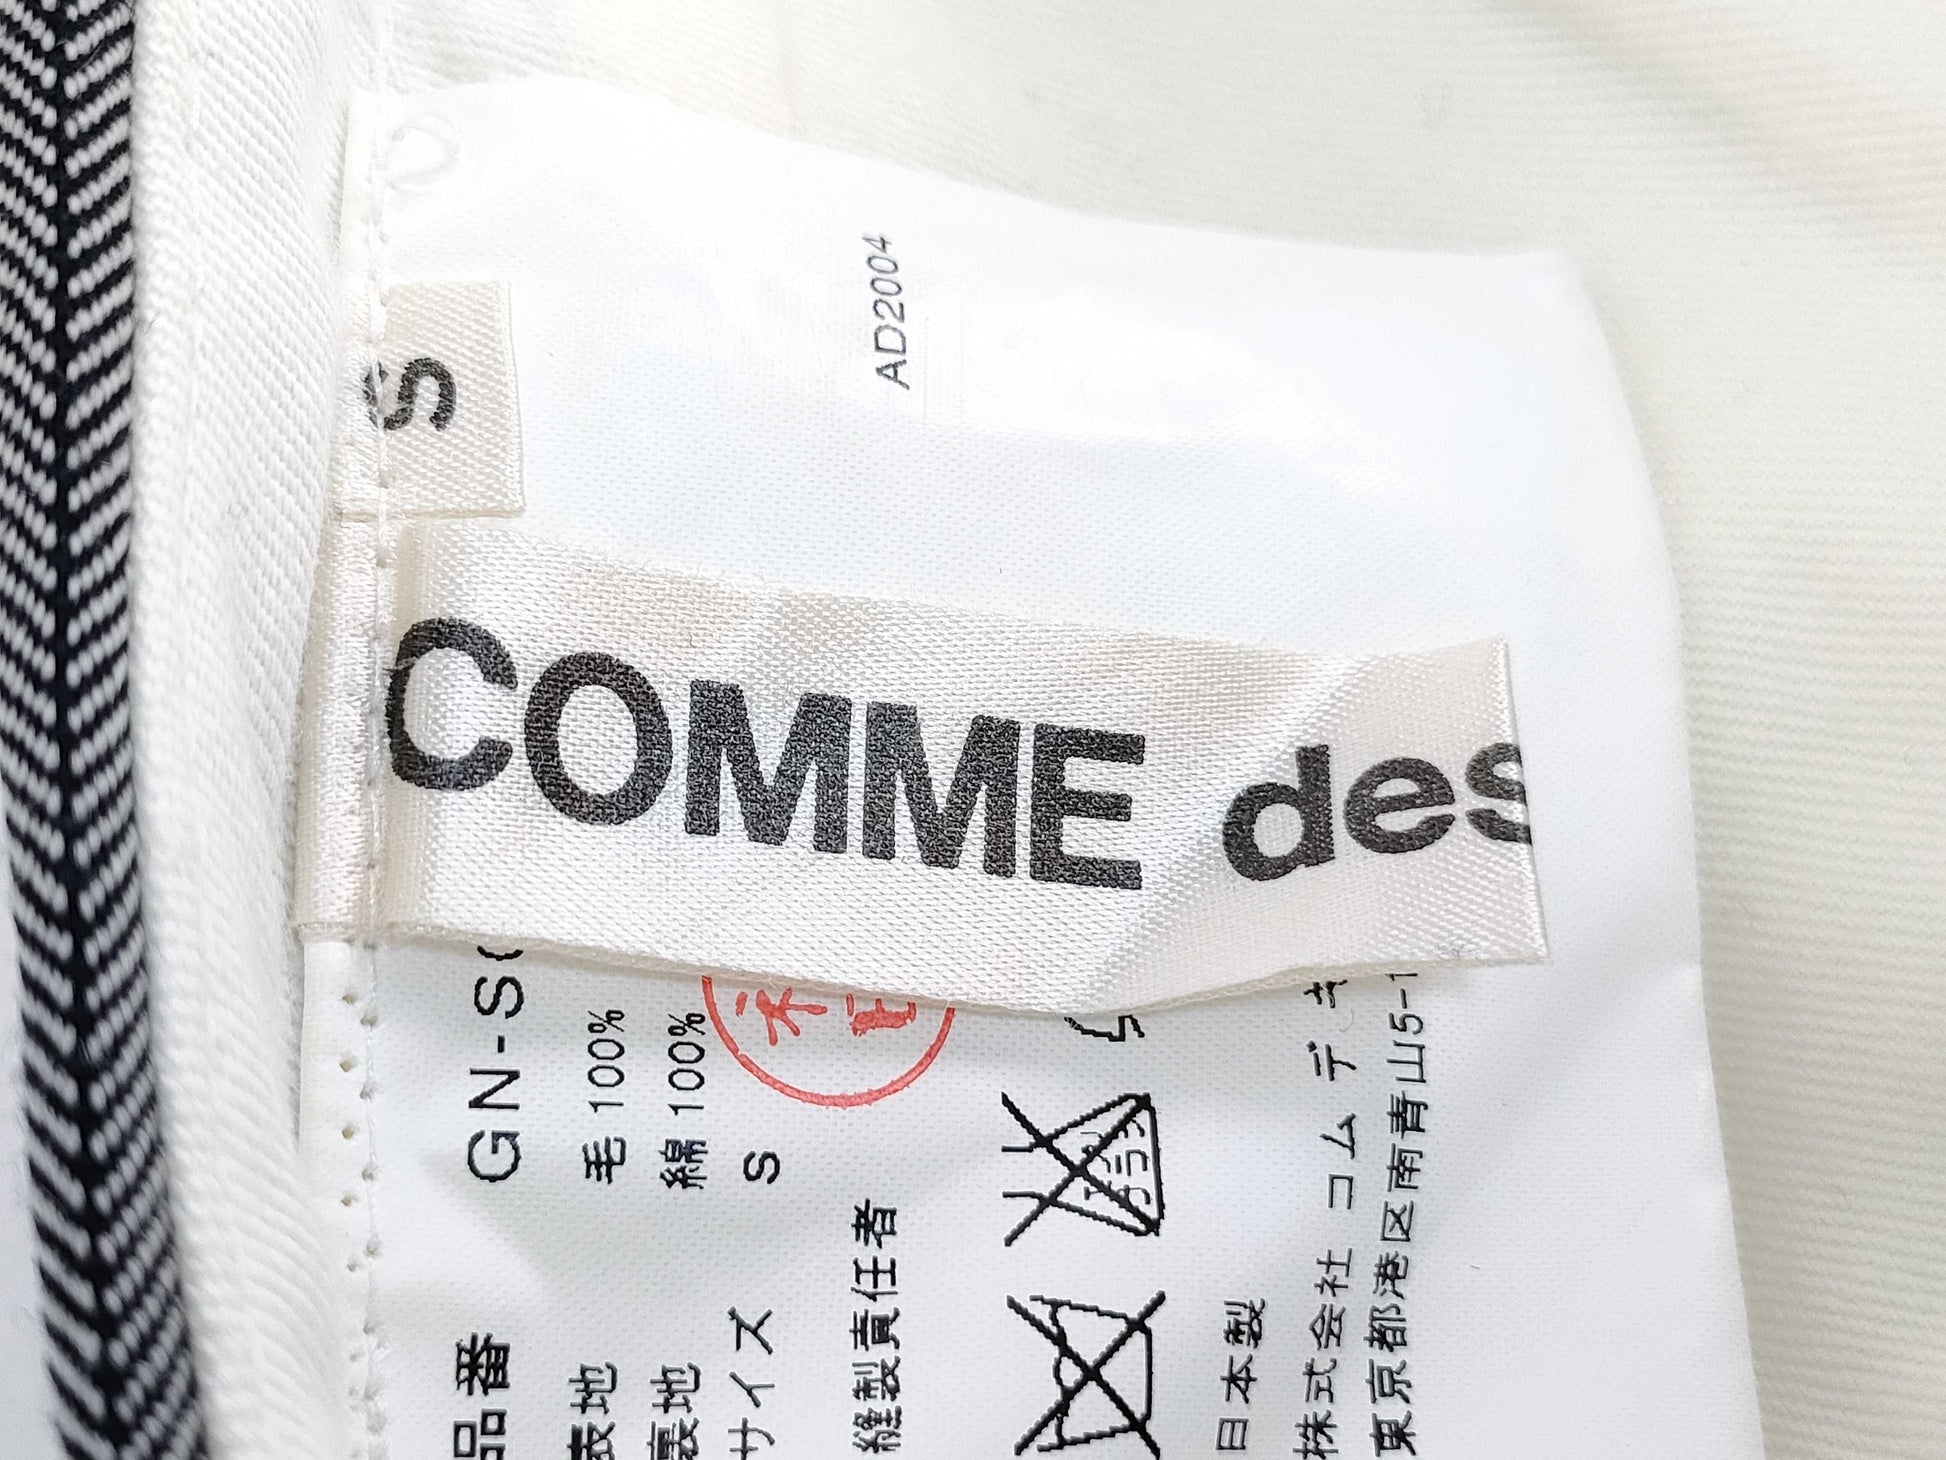 S
COMME des
AD2004
品番 GN-S
表地 毛 100%
裏地 綿 100%
サイズ S
縫製責任者
日本製
株式会社 コム デ
東京都港区南青山5-1